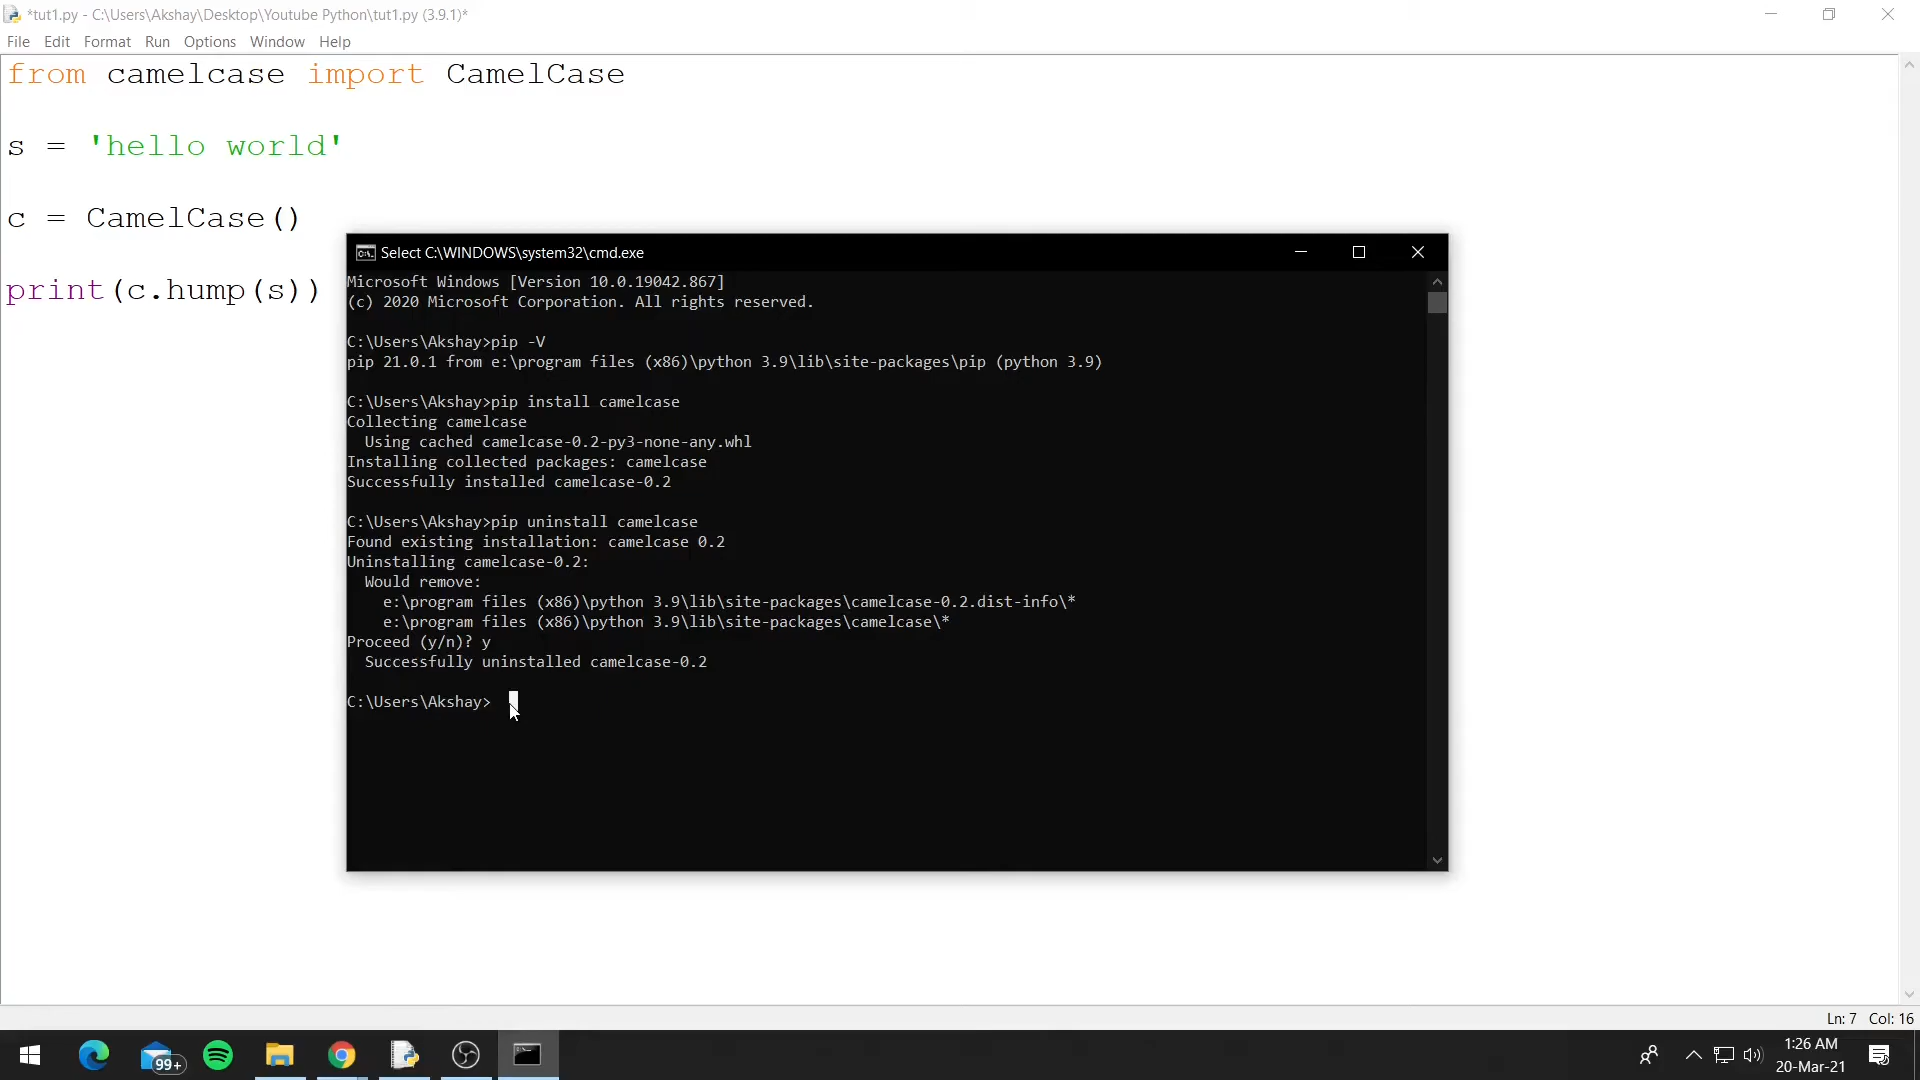 *tut1.py - C:\Users\Akshay\Desktop\Youtube Python\tut1.py (3.9.1)*
File Edit Format Run Options Window Help
from camelcase import CamelCase
s = 'hello world'
c = CamelCase()
print(c.hump(s))
Select C:\WINDOWS\system32\cmd.exe
Microsoft Windows [Version 10.0.19042.867]
(c) 2020 Microsoft Corporation. All rights reserved.
C:\Users\Akshay>pip -V
pip 21.0.1 from e:\program files (x86)\python 3.9\lib\site-packages\pip (python 3.9)
C:\Users\Akshay>pip install camelcase
Collecting camelcase
Using cached camelcase-0.2-py3-none-any.whl
Installing collected packages: camelcase
Successfully installed camelcase-0.2
C:\Users\Akshay>pip uninstall camelcase
Found existing installation: camelcase 0.2
Uninstalling camelcase-0.2:
Would remove:
e:\program files (x86)\python 3.9\lib\site-packages\camelcase-0.2.dist-info\*
e:\program files (x86)\python 3.9\lib\site-packages\camelcase\*
Proceed (y/n)? y
Successfully uninstalled camelcase-0.2
C:\Users\Akshay>
Ln: 7 Col: 16
99+
1:26 AM
20-Mar-21